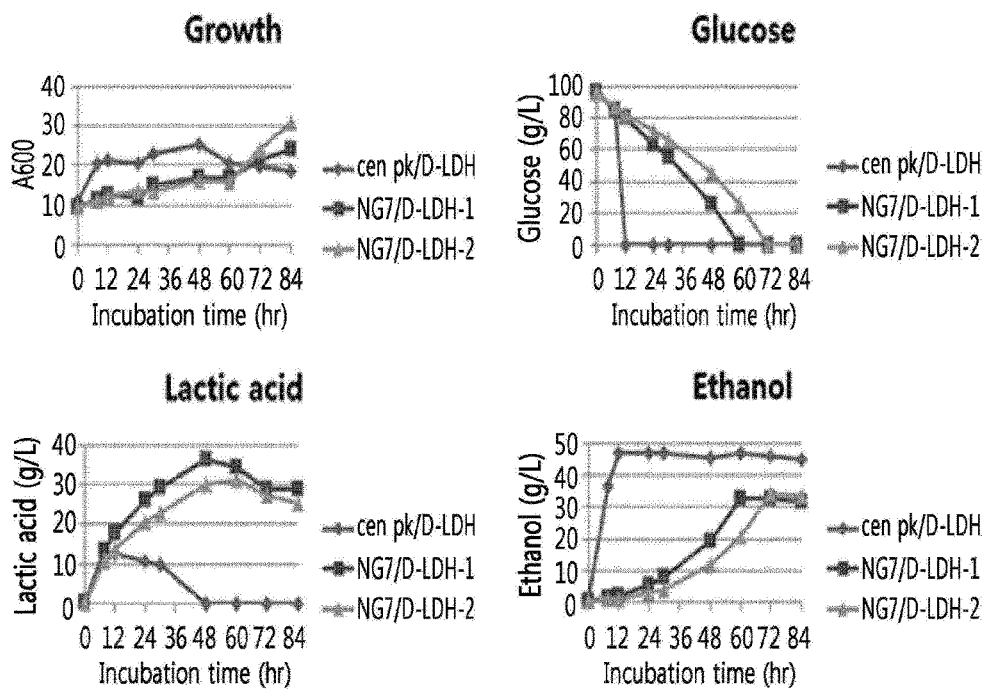 Growth
A600
40
30
20
10
0
0 12 24 36 48 60 72 84
Incubation time (hr)
cen pk/D-LDH
NG7/D-LDH-1
NG7/D-LDH-2
Glucose
Glucose (g/L)
100
80
60
40
20
0
0 12 24 36 48 60 72 84
Incubation time (hr)
cen pk/D-LDH
NG7/D-LDH-1
NG7/D-LDH-2
Lactic acid
Lactic acid (g/L)
40
30
20
10
0
0 12 24 36 48 60 72 84
Incubation time (hr)
cen pk/D-LDH
NG7/D-LDH-1
NG7/D-LDH-2
Ethanol
Ethanol (g/L)
50
40
30
20
10
0
0 12 24 36 48 60 72 84
Incubation time (hr)
cen pk/D-LDH
NG7/D-LDH-1
NG7/D-LDH-2